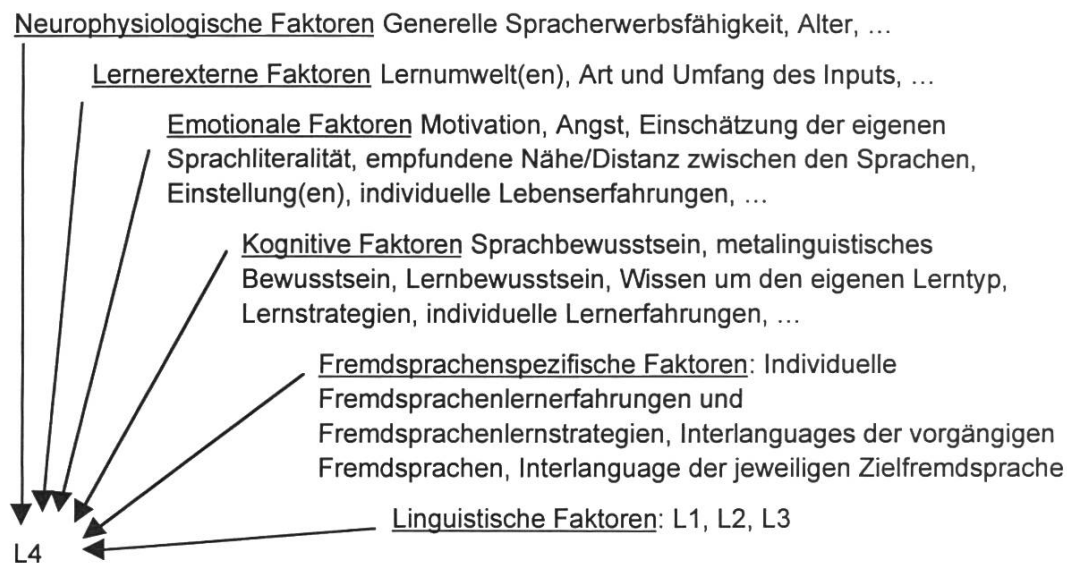 Neurophysiologische Faktoren Generelle Spracherwerbsfähigkeit, Alter, …
Lernerexterne Faktoren Lernumwelt(en), Art und Umfang des Inputs, …
Emotionale Faktoren Motivation, Angst, Einschätzung der eigenen
Sprachliteralität, empfundene Nähe/Distanz zwischen den Sprachen,
Einstellung(en), individuelle Lebenserfahrungen, …
Kognitive Faktoren Sprachbewusstsein, metalinguistisches
Bewusstsein, Lernbewusstsein, Wissen um den eigenen Lerntyp,
Lernstrategien, individuelle Lernerfahrungen, …
Fremdsprachenspezifische Faktoren: Individuelle
Fremdsprachenlernerfahrungen und
Fremdsprachenlernstrategien, Interlanguages der vorgängigen
Fremdsprachen, Interlanguage der jeweiligen Zielfremdsprache
Linguistische Faktoren: L1, L2, L3
L4